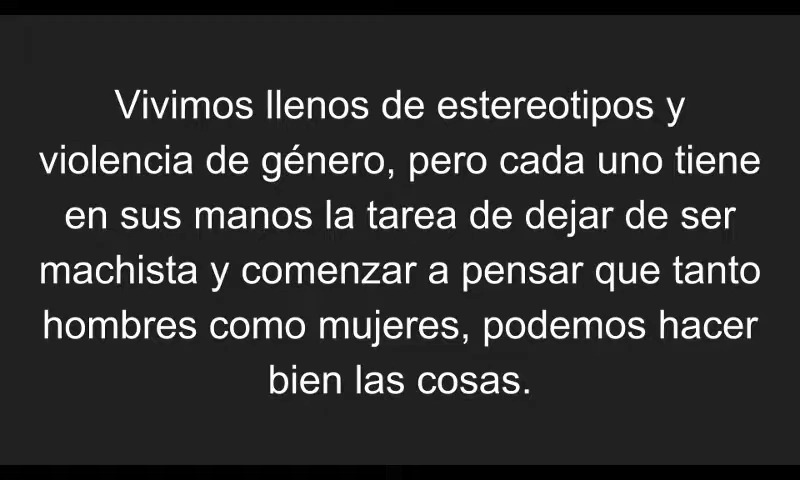 Vivimos llenos de estereotipos y
violencia de género, pero cada uno tiene
en sus manos la tarea de dejar de ser
machista y comenzar a pensar que tanto
hombres como mujeres, podemos hacer
bien las cosas.